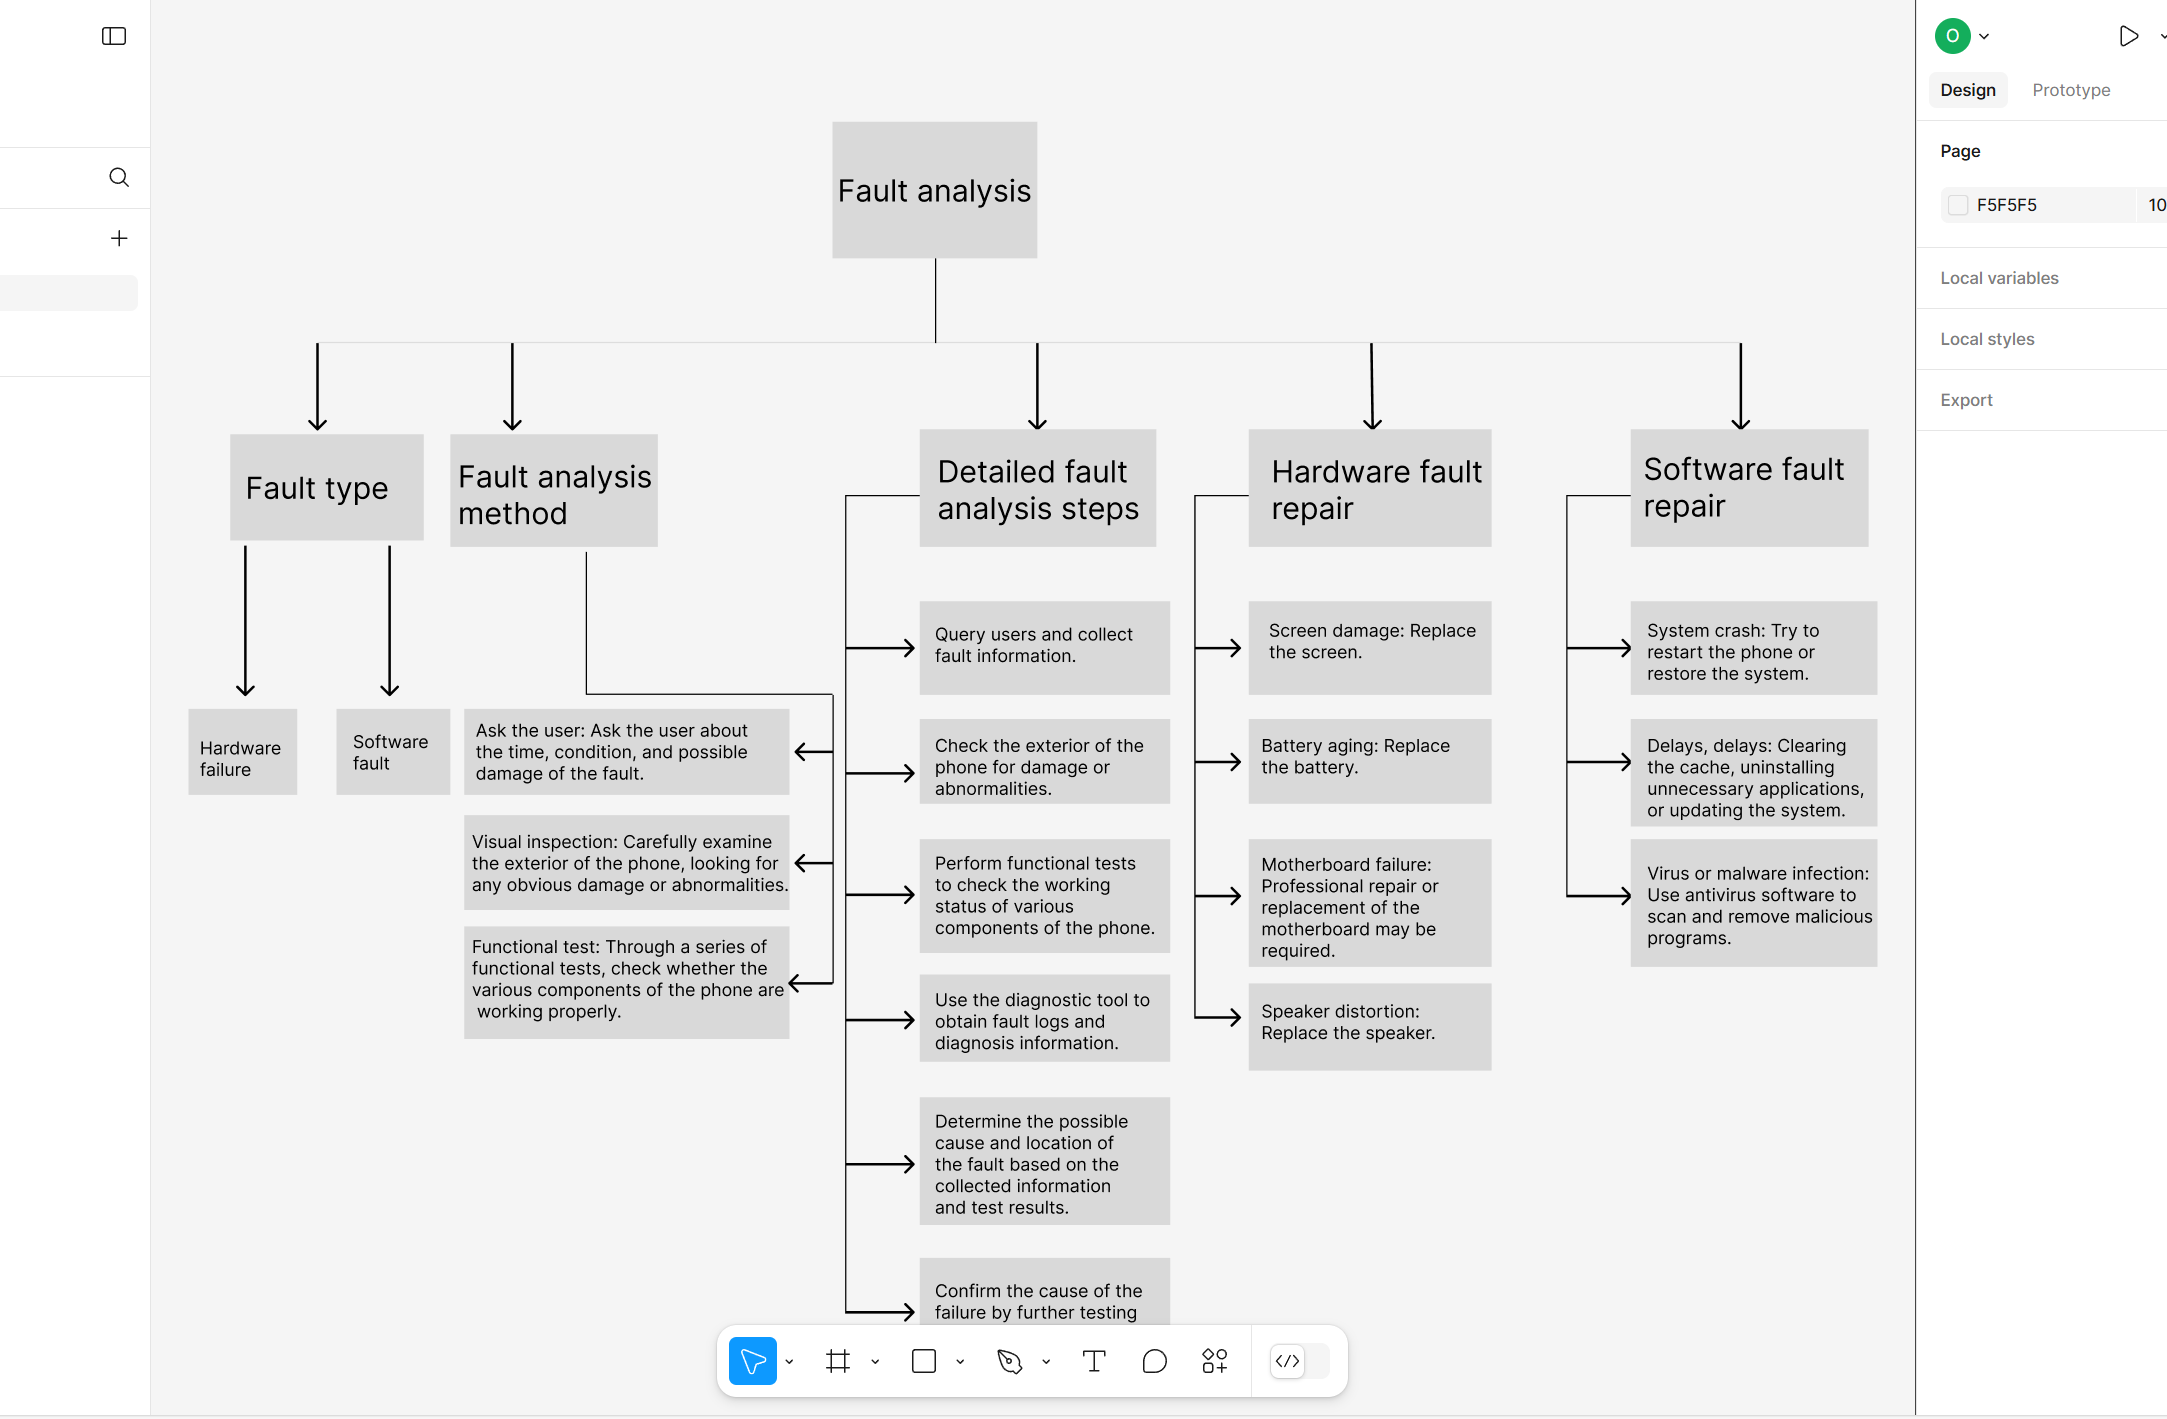 O
Design
Prototype
Page
F5F5F5
10
Local variables
Local styles
Export
Fault analysis
Fault type
Fault analysis
method
Detailed fault
analysis steps
Hardware fault
repair
Software fault
repair
Hardware
failure
Software
fault
Ask the user: Ask the user about
the time, condition, and possible
damage of the fault.
Visual inspection: Carefully examine
the exterior of the phone, looking for
any obvious damage or abnormalities.
Functional test: Through a series of
functional tests, check whether the
various components of the phone are
working properly.
Query users and collect
fault information.
Check the exterior of the
phone for damage or
abnormalities.
Perform functional tests
to check the working
status of various
components of the phone.
Use the diagnostic tool to
obtain fault logs and
diagnosis information.
Determine the possible
cause and location of
the fault based on the
collected information
and test results.
Confirm the cause of the
failure by further testing
Screen damage: Replace
the screen.
Battery aging: Replace
the battery.
Motherboard failure:
Professional repair or
replacement of the
motherboard may be
required.
Speaker distortion:
Replace the speaker.
System crash: Try to
restart the phone or
restore the system.
Delays, delays: Clearing
the cache, uninstalling
unnecessary applications,
or updating the system.
Virus or malware infection:
Use antivirus software to
scan and remove malicious
programs.